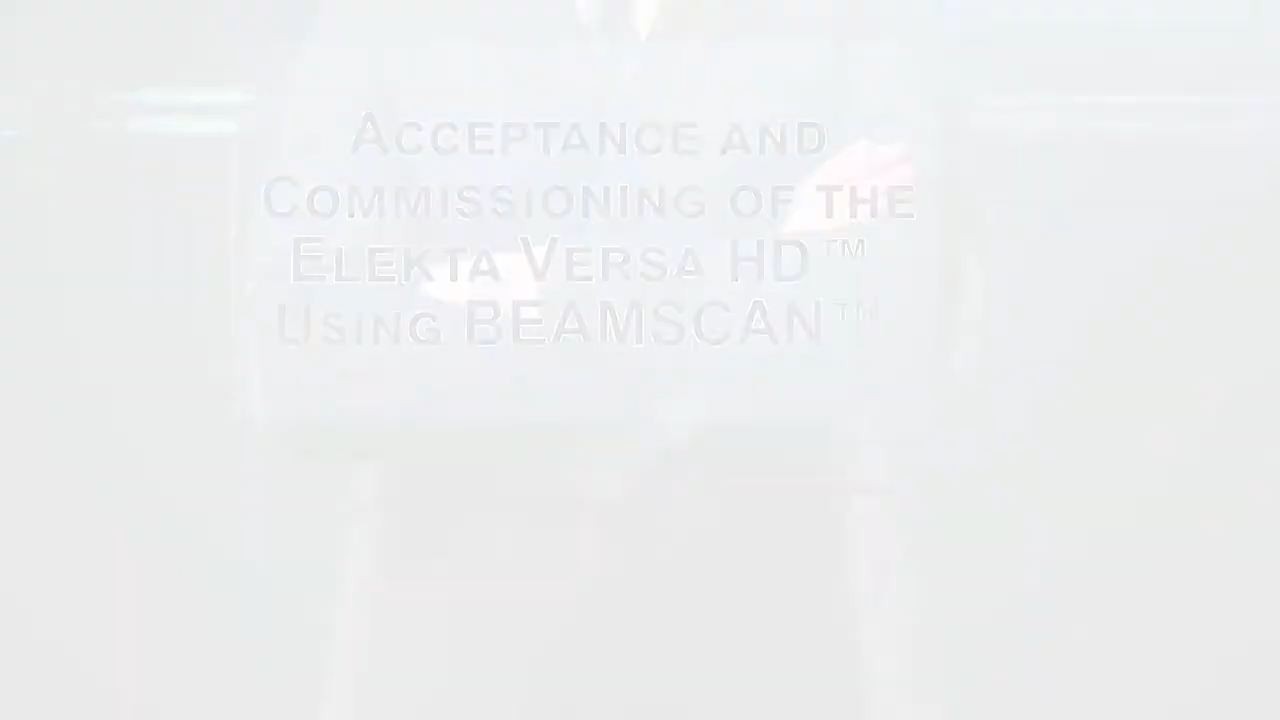 ACCEPTANCE AND
COMMISSIONING OF THE
ELEKTA VERSA HD™
USING BEAMSCAN™